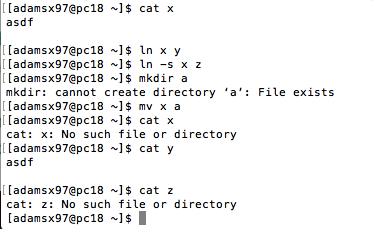 [[adamsx97@pc18 ~]$ cat x
asdf
[[adamsx97@pc18 ~]$ ln x y
[[adamsx97@pc18 ~]$ ln -s x z
[[adamsx97@pc18 ~]$ mkdir a
mkdir: cannot create directory ‘a’: File exists
[[adamsx97@pc18 ~]$ mv x a
[[adamsx97@pc18 ~]$ cat x
cat: x: No such file or directory
[[adamsx97@pc18 ~]$ cat y
asdf
[[adamsx97@pc18 ~]$ cat z
cat: z: No such file or directory
[adamsx97@pc18 ~]$